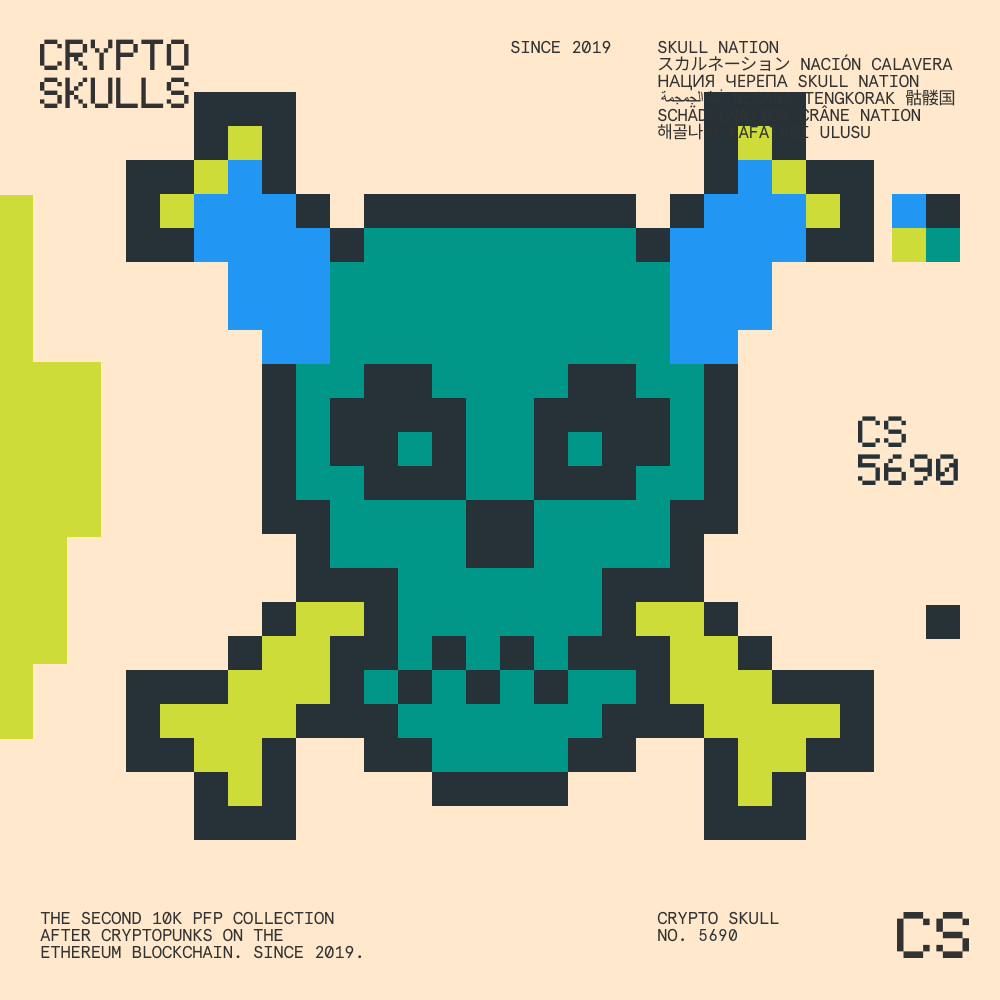 CRYPTO
SKULLS
SINCE 2019
SKULL NATION
スカルネーション NACIÓN CALAVERA
НАЦИЯ ЧЕРЕПА SKULL NATION
الجمجمة TENGKORAK 骷髅国
CRÂNE NATION
해골나 ULUSU
CS
5690
THE SECOND 10K PFP COLLECTION
AFTER CRYPTOPUNKS ON THE
ETHEREUM BLOCKCHAIN. SINCE 2019.
CRYPTO SKULL
NO. 5690
CS